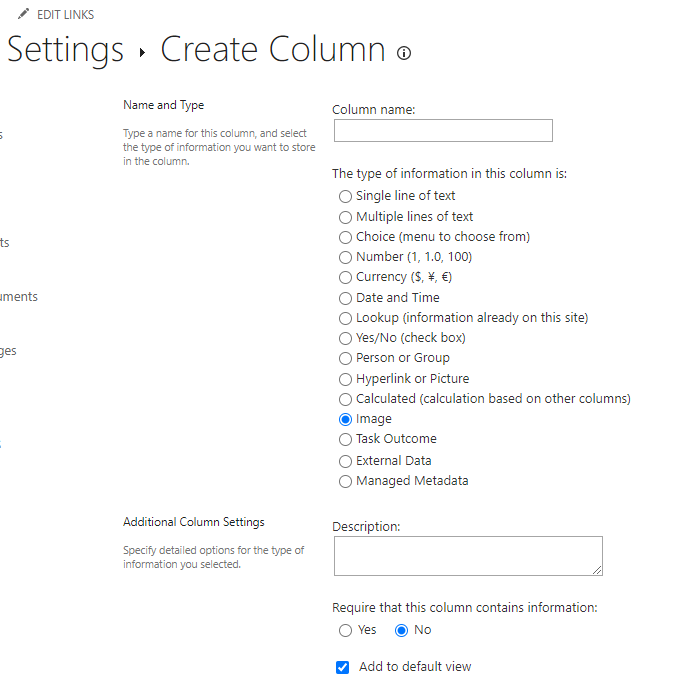 EDIT LINKS
Settings ▸ Create Column
Name and Type
Type a name for this column, and select
the type of information you want to store
in the column.
Column name:
The type of information in this column is:
Single line of text
Multiple lines of text
Choice (menu to choose from)
Number (1, 1.0, 100)
Currency ($, ¥, €)
Date and Time
Lookup (information already on this site)
Yes/No (check box)
Person or Group
Hyperlink or Picture
Calculated (calculation based on other columns)
Image
Task Outcome
External Data
Managed Metadata
Additional Column Settings
Specify detailed options for the type of
information you selected.
Description:
Require that this column contains information:
Yes No
Add to default view